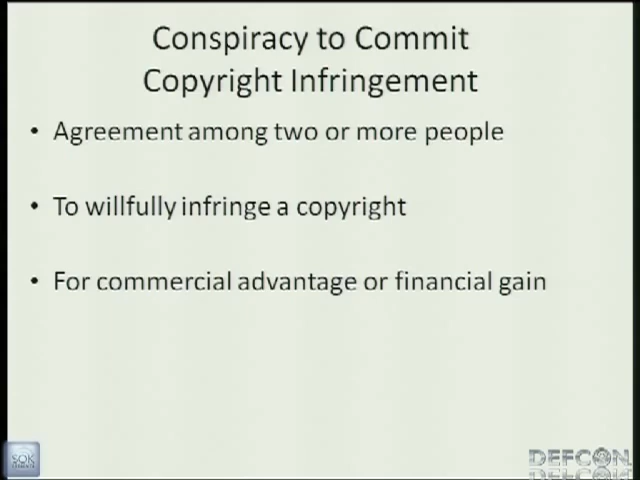 Conspiracy to Commit
Copyright Infringement
• Agreement among two or more people
• To willfully infringe a copyright
• For commercial advantage or financial gain
SOK
DEFCON